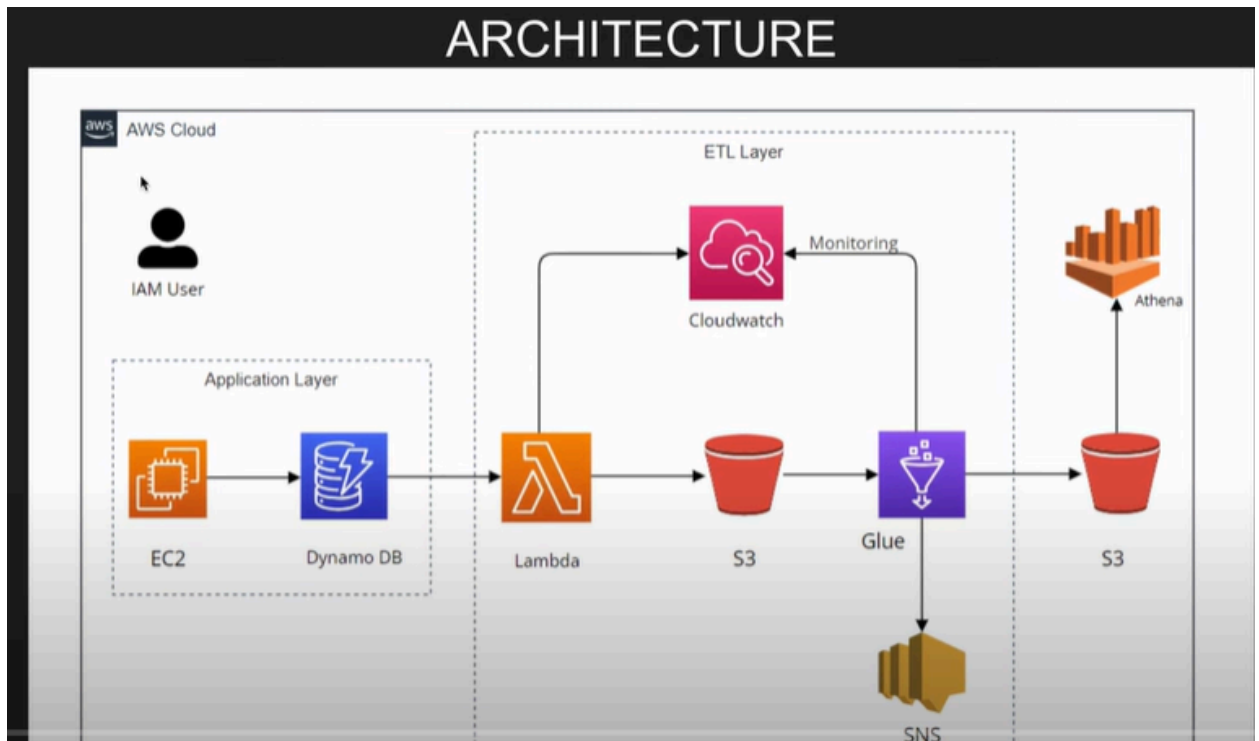 ARCHITECTURE
aws
AWS Cloud
ETL Layer
Monitoring
IAM User
Athena
Cloudwatch
Application Layer
EC2
Dynamo DB
Lambda
S3
Glue
S3
SNS